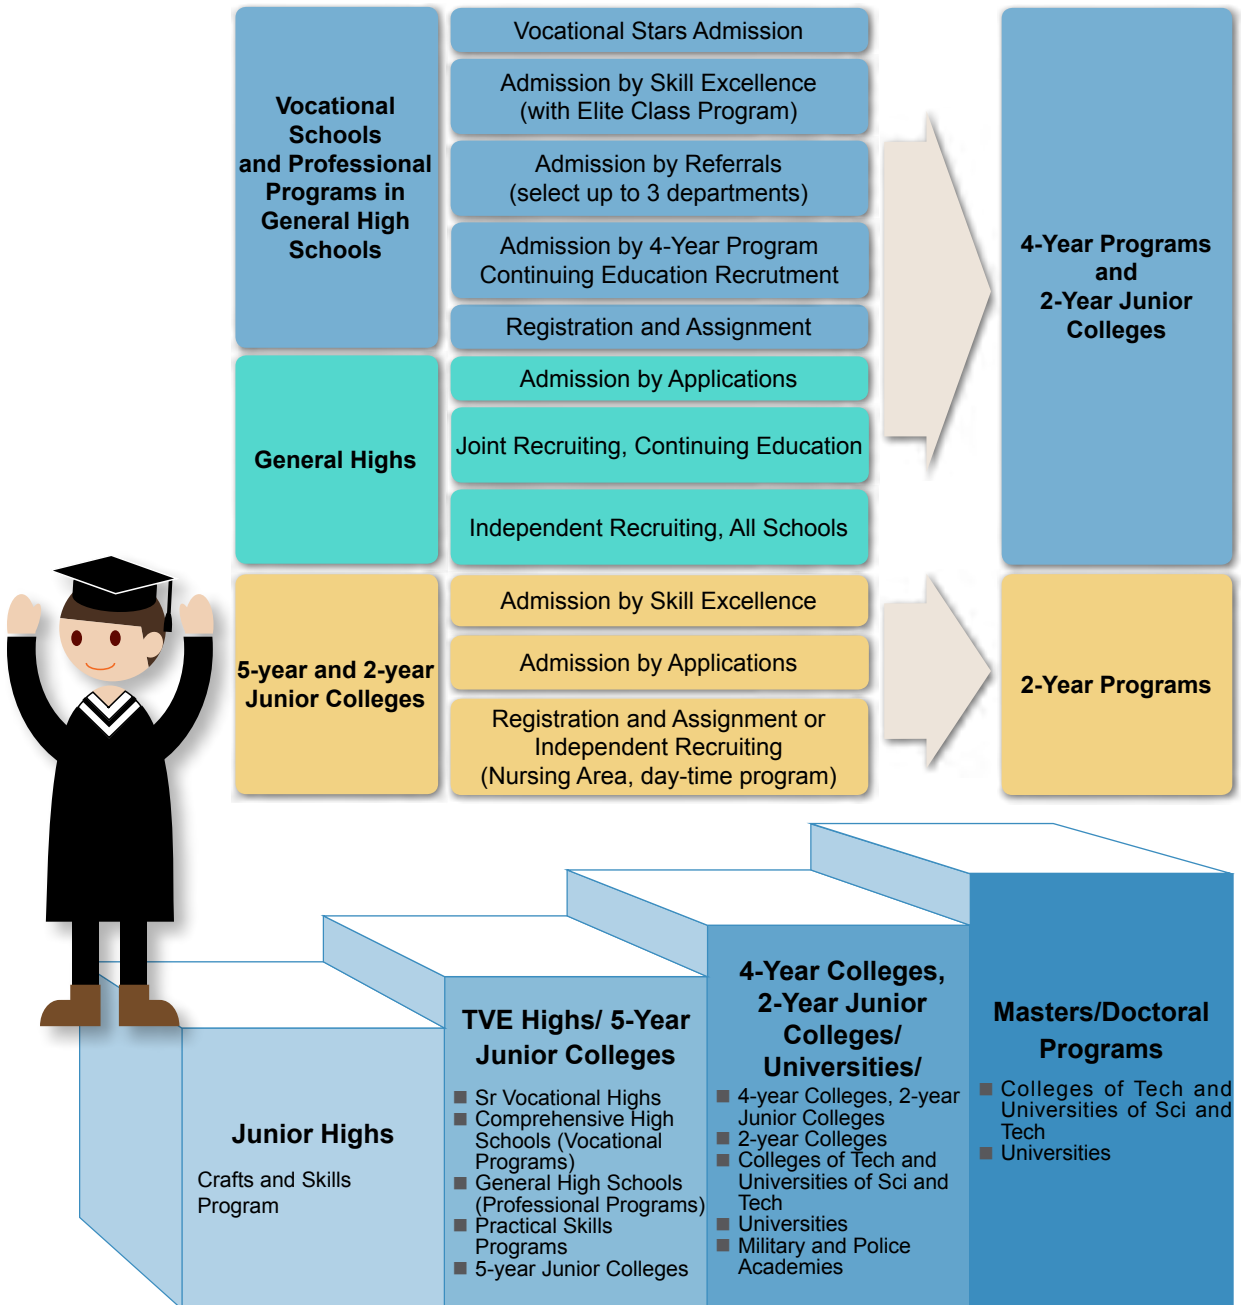 Vocational
Schools
and Professional
Programs in
General High
Schools
Vocational Stars Admission
Admission by Skill Excellence
(with Elite Class Program)
Admission by Referrals
(select up to 3 departments)
Admission by 4-Year Program
Continuing Education Recrutment
Registration and Assignment
4-Year Programs
and
2-Year Junior
Colleges
General Highs
Admission by Applications
Joint Recruiting, Continuing Education
Independent Recruiting, All Schools
5-year and 2-year
Junior Colleges
Admission by Skill Excellence
Admission by Applications
Registration and Assignment or
Independent Recruiting
(Nursing Area, day-time program)
2-Year Programs
Junior Highs
Crafts and Skills
Program
TVE Highs/ 5-Year
Junior Colleges
■ Sr Vocational Highs
■ Comprehensive High
Schools (Vocational
Programs)
■ General High Schools
(Professional Programs)
■ Practical Skills
Programs
■ 5-year Junior Colleges
4-Year Colleges,
2-Year Junior
Colleges/
Universities/
■ 4-year Colleges, 2-year
Junior Colleges
■ 2-year Colleges
■ Colleges of Tech and
Universities of Sci and
Tech
■ Universities
■ Military and Police
Academies
Masters/Doctoral
Programs
■ Colleges of Tech and
Universities of Sci and
Tech
■ Universities